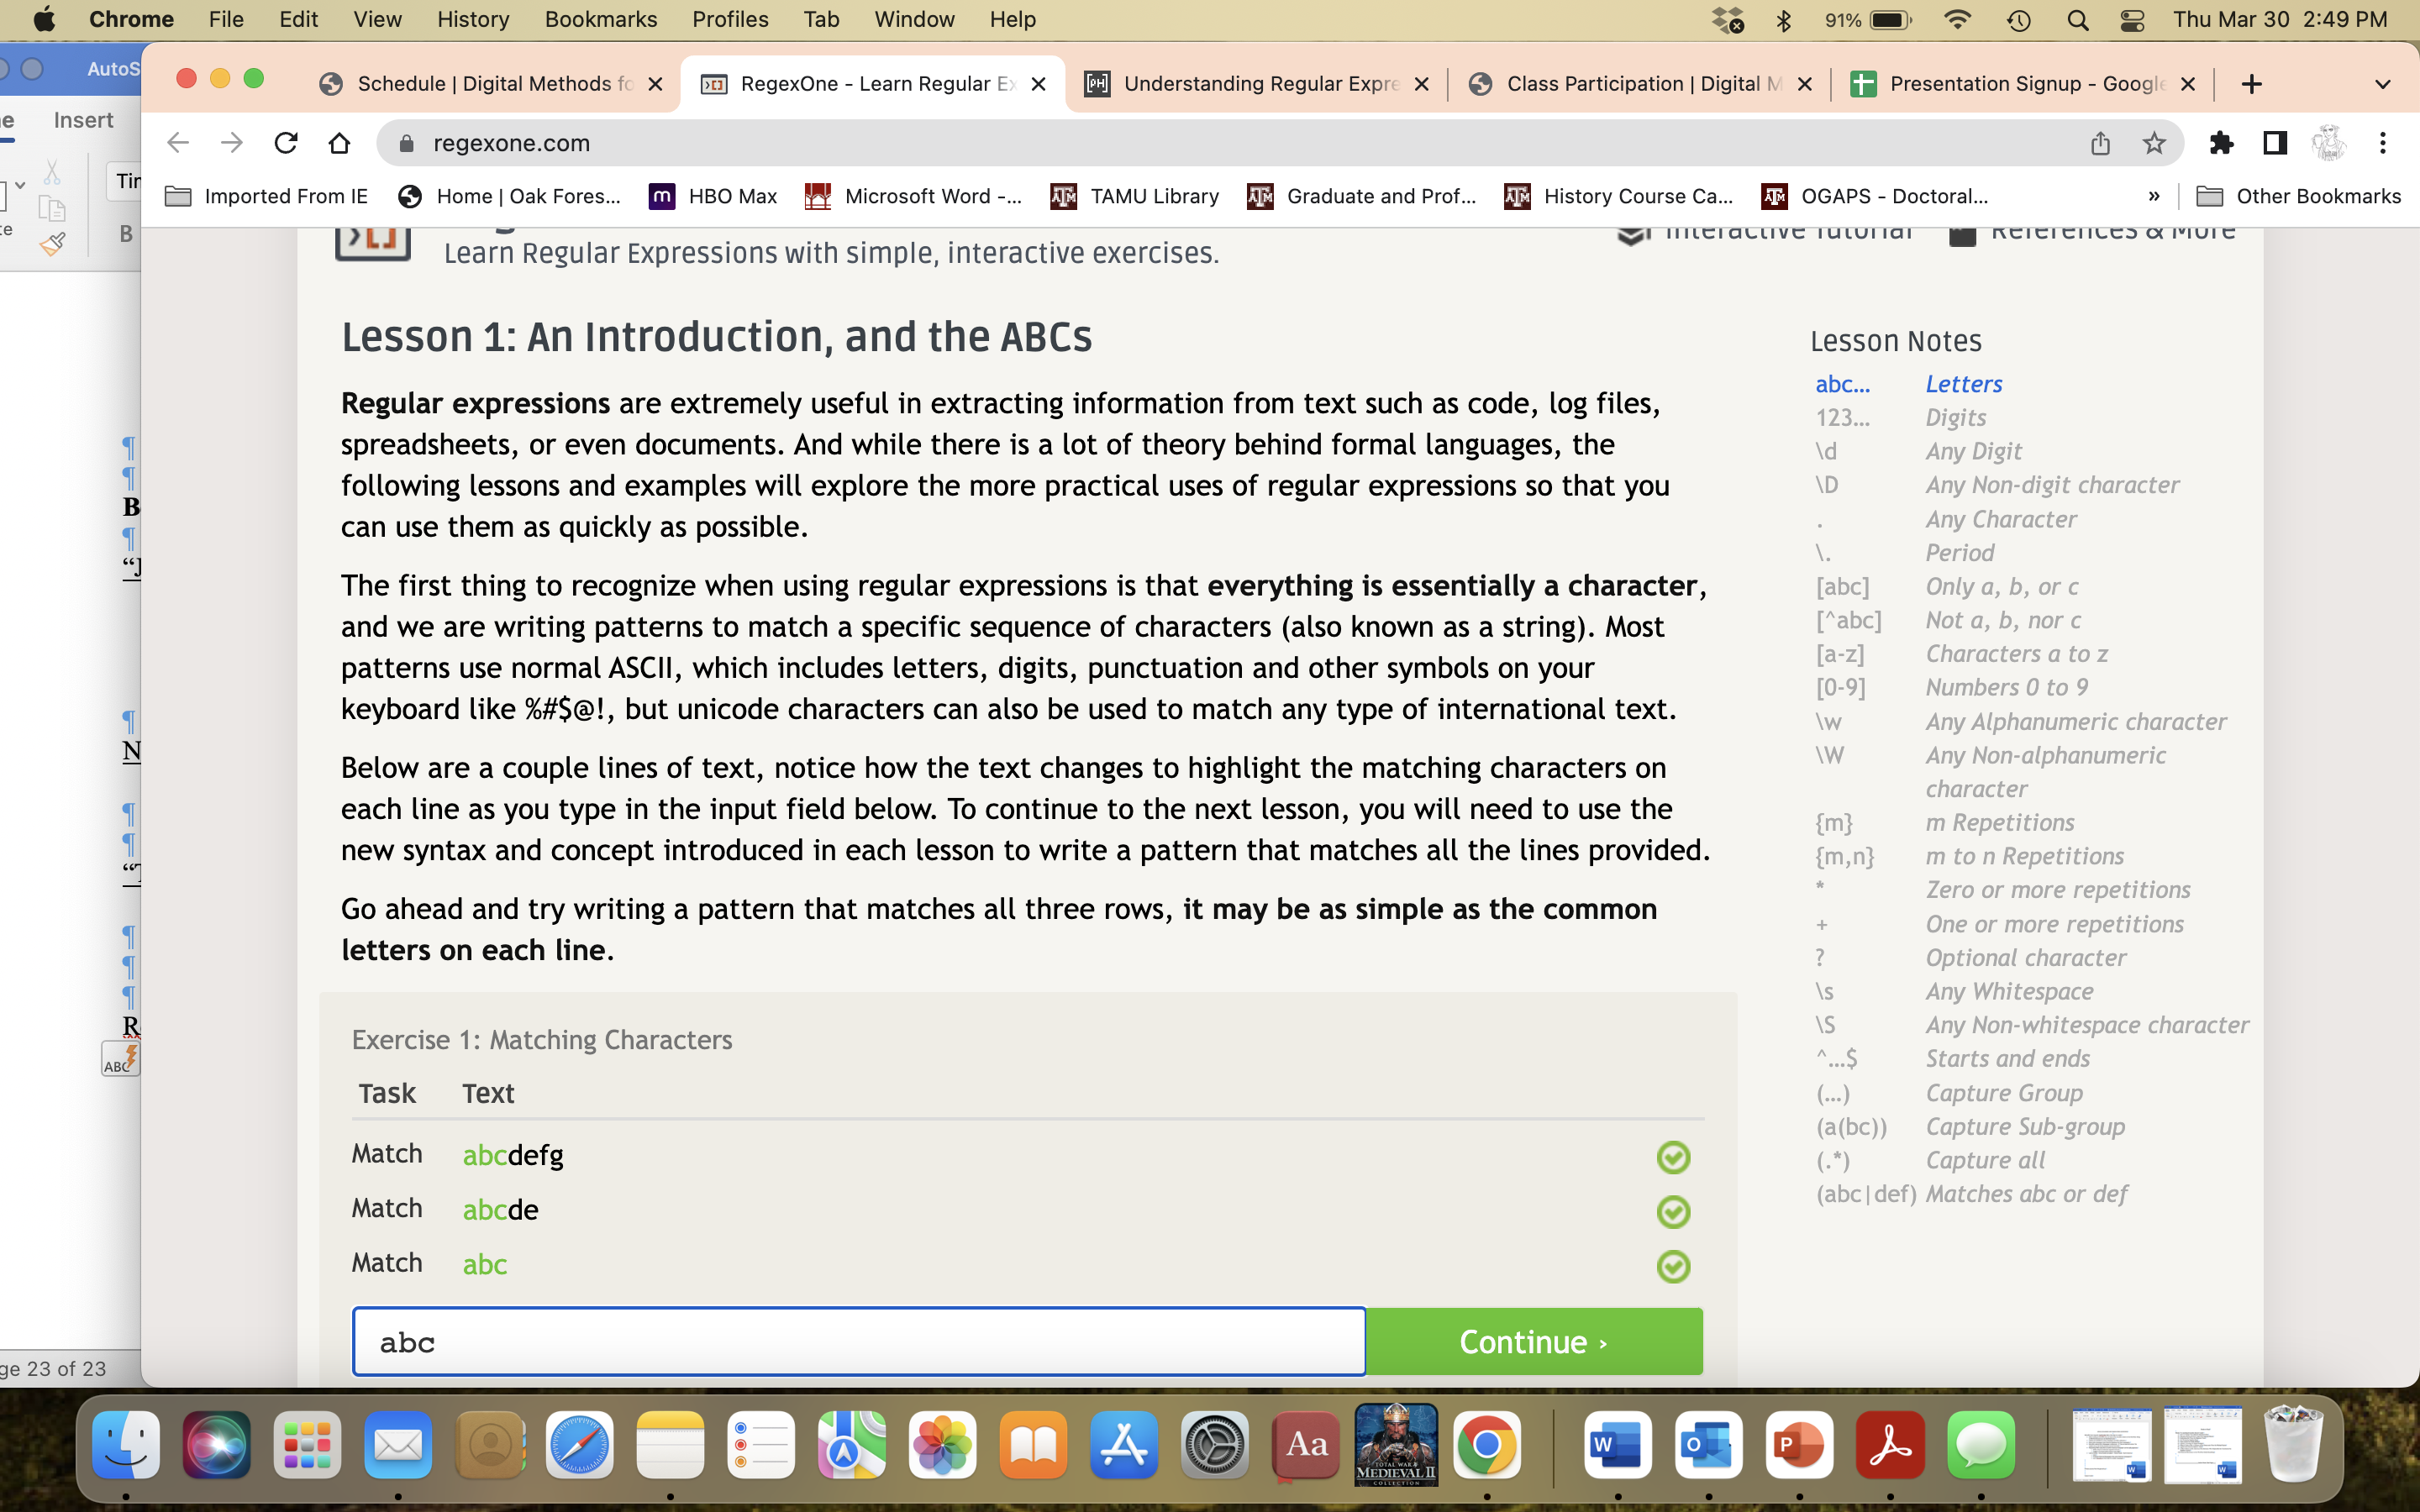 Chrome File Edit View History Bookmarks Profiles Tab Window Help 91% Thu Mar 30 2:49 PM
AutoS
Schedule | Digital Methods fo
RegexOne - Learn Regular Ex
Understanding Regular Expre
Class Participation | Digital M
Presentation Signup - Google
Insert
regexone.com
Tir
B
Imported From IE
Home | Oak Fores...
HBO Max
Microsoft Word -...
TAMU Library
Graduate and Prof...
History Course Ca...
OGAPS - Doctoral...
»
Other Bookmarks
Interactive Tutorial References & More
Learn Regular Expressions with simple, interactive exercises.
Lesson 1: An Introduction, and the ABCs
Regular expressions are extremely useful in extracting information from text such as code, log files,
spreadsheets, or even documents. And while there is a lot of theory behind formal languages, the
following lessons and examples will explore the more practical uses of regular expressions so that you
can use them as quickly as possible.
The first thing to recognize when using regular expressions is that everything is essentially a character,
and we are writing patterns to match a specific sequence of characters (also known as a string). Most
patterns use normal ASCII, which includes letters, digits, punctuation and other symbols on your
keyboard like %#$@!, but unicode characters can also be used to match any type of international text.
Below are a couple lines of text, notice how the text changes to highlight the matching characters on
each line as you type in the input field below. To continue to the next lesson, you will need to use the
new syntax and concept introduced in each lesson to write a pattern that matches all the lines provided.
Go ahead and try writing a pattern that matches all three rows, it may be as simple as the common
letters on each line.
Exercise 1: Matching Characters
Task Text
Match abcdefg
Match abcde
Match abc
abc
Continue ›
Lesson Notes
abc… Letters
123… Digits
\d Any Digit
\D Any Non-digit character
. Any Character
\. Period
[abc] Only a, b, or c
[^abc] Not a, b, nor c
[a-z] Characters a to z
[0-9] Numbers 0 to 9
\w Any Alphanumeric character
\W Any Non-alphanumeric
character
{m} m Repetitions
{m,n} m to n Repetitions
* Zero or more repetitions
+ One or more repetitions
? Optional character
\s Any Whitespace
\S Any Non-whitespace character
^…$ Starts and ends
(…) Capture Group
(a(bc)) Capture Sub-group
(.*) Capture all
(abc|def) Matches abc or def
ABC
ge 23 of 23
Aa
TOTAL WAR
MEDIEVAL II
COLLECTION